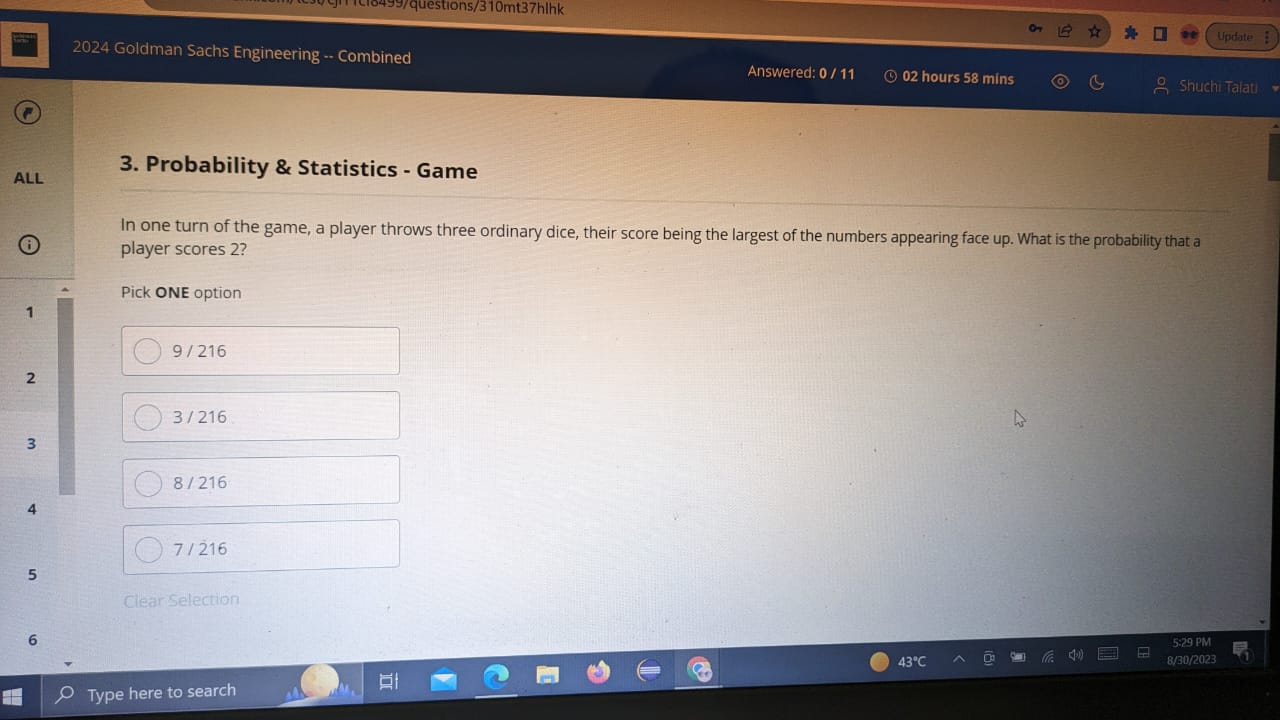 499/questions/310mt37hlhk
Update
2024 Goldman Sachs Engineering -- Combined
Answered: 0 / 11
02 hours 58 mins
Shuchi Talati
ALL
3. Probability & Statistics - Game
In one turn of the game, a player throws three ordinary dice, their score being the largest of the numbers appearing face up. What is the probability that a
player scores 2?
Pick ONE option
1
2
3
4
5
6
9 / 216
3 / 216
8 / 216
7 / 216
Clear Selection
Type here to search
43°C
5:29 PM
8/30/2023
1